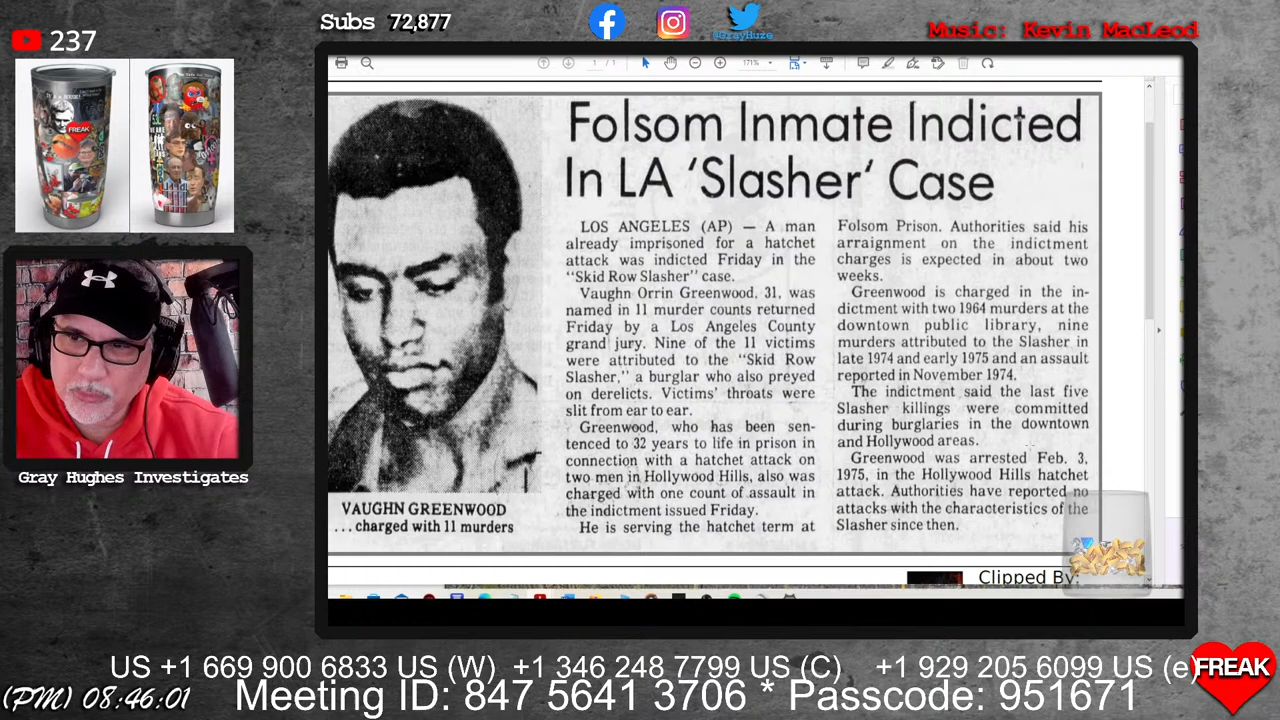 237
Subs 72,877
@GrayHuze
Music: Kevin MacLeod
FREAK
Gray Hughes Investigates
1 / 1
171%
Folsom Inmate Indicted
In LA 'Slasher' Case
LOS ANGELES (AP) — A man
already imprisoned for a hatchet
attack was indicted Friday in the
"Skid Row Slasher" case.
Vaughn Orrin Greenwood, 31, was
named in 11 murder counts returned
Friday by a Los Angeles County
grand jury. Nine of the 11 victims
were attributed to the "Skid Row
Slasher," a burglar who also preyed
on derelicts. Victims' throats were
slit from ear to ear.
Greenwood, who has been sen-
tenced to 32 years to life in prison in
connection with a hatchet attack on
two men in Hollywood Hills, also was
charged with one count of assault in
the indictment issued Friday.
He is serving the hatchet term at
Folsom Prison. Authorities said his
arraignment on the indictment
charges is expected in about two
weeks.
Greenwood is charged in the in-
dictment with two 1964 murders at the
downtown public library, nine
murders attributed to the Slasher in
late 1974 and early 1975 and an assault
reported in November 1974.
The indictment said the last five
Slasher killings were committed
during burglaries in the downtown
and Hollywood areas.
Greenwood was arrested Feb. 3,
1975, in the Hollywood Hills hatchet
attack. Authorities have reported no
attacks with the characteristics of the
Slasher since then.
VAUGHN GREENWOOD
. . . charged with 11 murders
Clipped By:
US +1 669 900 6833 US (W) +1 346 248 7799 US (C) +1 929 205 6099 US (e)
FREAK
(PM) 08:46:01
Meeting ID: 847 5641 3706 * Passcode: 951671